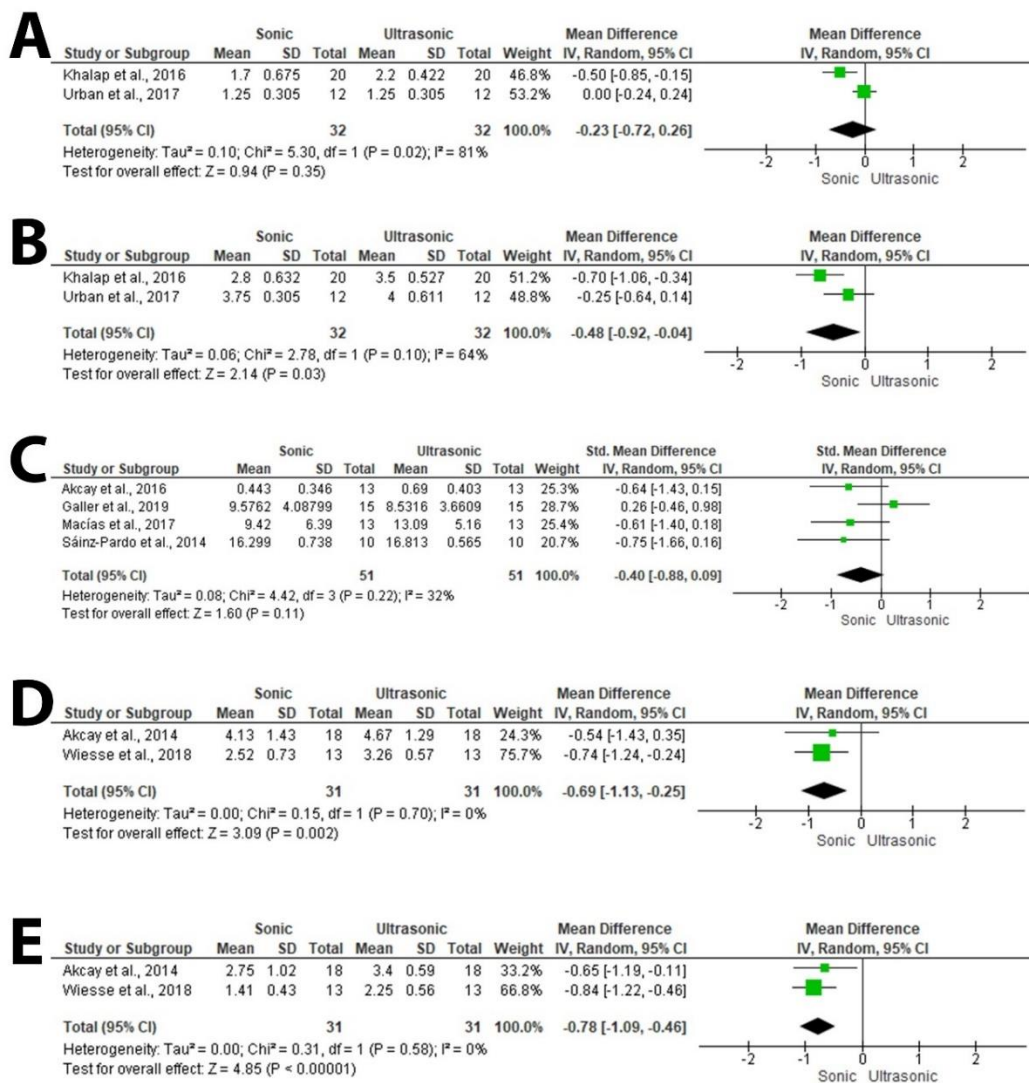 A
Sonic Ultrasonic Mean Difference Mean Difference
Study or Subgroup Mean SD Total Mean SD Total Weight IV, Random, 95% CI IV, Random, 95% CI
Khalap et al., 2016 1.7 0.675 20 2.2 0.422 20 46.8% -0.50 [-0.85, -0.15]
Urban et al., 2017 1.25 0.305 12 1.25 0.305 12 53.2% 0.00 [-0.24, 0.24]
Total (95% CI) 32 32 100.0% -0.23 [-0.72, 0.26]
Heterogeneity: Tau² = 0.10; Chi² = 5.30, df = 1 (P = 0.02); I² = 81%
Test for overall effect: Z = 0.94 (P = 0.35)
-2 -1 0 1 2
Sonic Ultrasonic
B
Sonic Ultrasonic Mean Difference Mean Difference
Study or Subgroup Mean SD Total Mean SD Total Weight IV, Random, 95% CI IV, Random, 95% CI
Khalap et al., 2016 2.8 0.632 20 3.5 0.527 20 51.2% -0.70 [-1.06, -0.34]
Urban et al., 2017 3.75 0.305 12 4 0.611 12 48.8% -0.25 [-0.64, 0.14]
Total (95% CI) 32 32 100.0% -0.48 [-0.92, -0.04]
Heterogeneity: Tau² = 0.06; Chi² = 2.78, df = 1 (P = 0.10); I² = 64%
Test for overall effect: Z = 2.14 (P = 0.03)
-2 -1 0 1 2
Sonic Ultrasonic
C
Sonic Ultrasonic Std. Mean Difference Std. Mean Difference
Study or Subgroup Mean SD Total Mean SD Total Weight IV, Random, 95% CI IV, Random, 95% CI
Akcay et al., 2016 0.443 0.346 13 0.69 0.403 13 25.3% -0.64 [-1.43, 0.15]
Galler et al., 2019 9.5762 4.08799 15 8.5316 3.6609 15 28.7% 0.26 [-0.46, 0.98]
Macías et al., 2017 9.42 6.39 13 13.09 5.16 13 25.4% -0.61 [-1.40, 0.18]
Sáinz-Pardo et al., 2014 16.299 0.738 10 16.813 0.565 10 20.7% -0.75 [-1.66, 0.16]
Total (95% CI) 51 51 100.0% -0.40 [-0.88, 0.09]
Heterogeneity: Tau² = 0.08; Chi² = 4.42, df = 3 (P = 0.22); I² = 32%
Test for overall effect: Z = 1.60 (P = 0.11)
-2 -1 0 1 2
Sonic Ultrasonic
D
Sonic Ultrasonic Mean Difference Mean Difference
Study or Subgroup Mean SD Total Mean SD Total Weight IV, Random, 95% CI IV, Random, 95% CI
Akcay et al., 2014 4.13 1.43 18 4.67 1.29 18 24.3% -0.54 [-1.43, 0.35]
Wiesse et al., 2018 2.52 0.73 13 3.26 0.57 13 75.7% -0.74 [-1.24, -0.24]
Total (95% CI) 31 31 100.0% -0.69 [-1.13, -0.25]
Heterogeneity: Tau² = 0.00; Chi² = 0.15, df = 1 (P = 0.70); I² = 0%
Test for overall effect: Z = 3.09 (P = 0.002)
-2 -1 0 1 2
Sonic Ultrasonic
E
Sonic Ultrasonic Mean Difference Mean Difference
Study or Subgroup Mean SD Total Mean SD Total Weight IV, Random, 95% CI IV, Random, 95% CI
Akcay et al., 2014 2.75 1.02 18 3.4 0.59 18 33.2% -0.65 [-1.19, -0.11]
Wiesse et al., 2018 1.41 0.43 13 2.25 0.56 13 66.8% -0.84 [-1.22, -0.46]
Total (95% CI) 31 31 100.0% -0.78 [-1.09, -0.46]
Heterogeneity: Tau² = 0.00; Chi² = 0.31, df = 1 (P = 0.58); I² = 0%
Test for overall effect: Z = 4.85 (P < 0.00001)
-2 -1 0 1 2
Sonic Ultrasonic